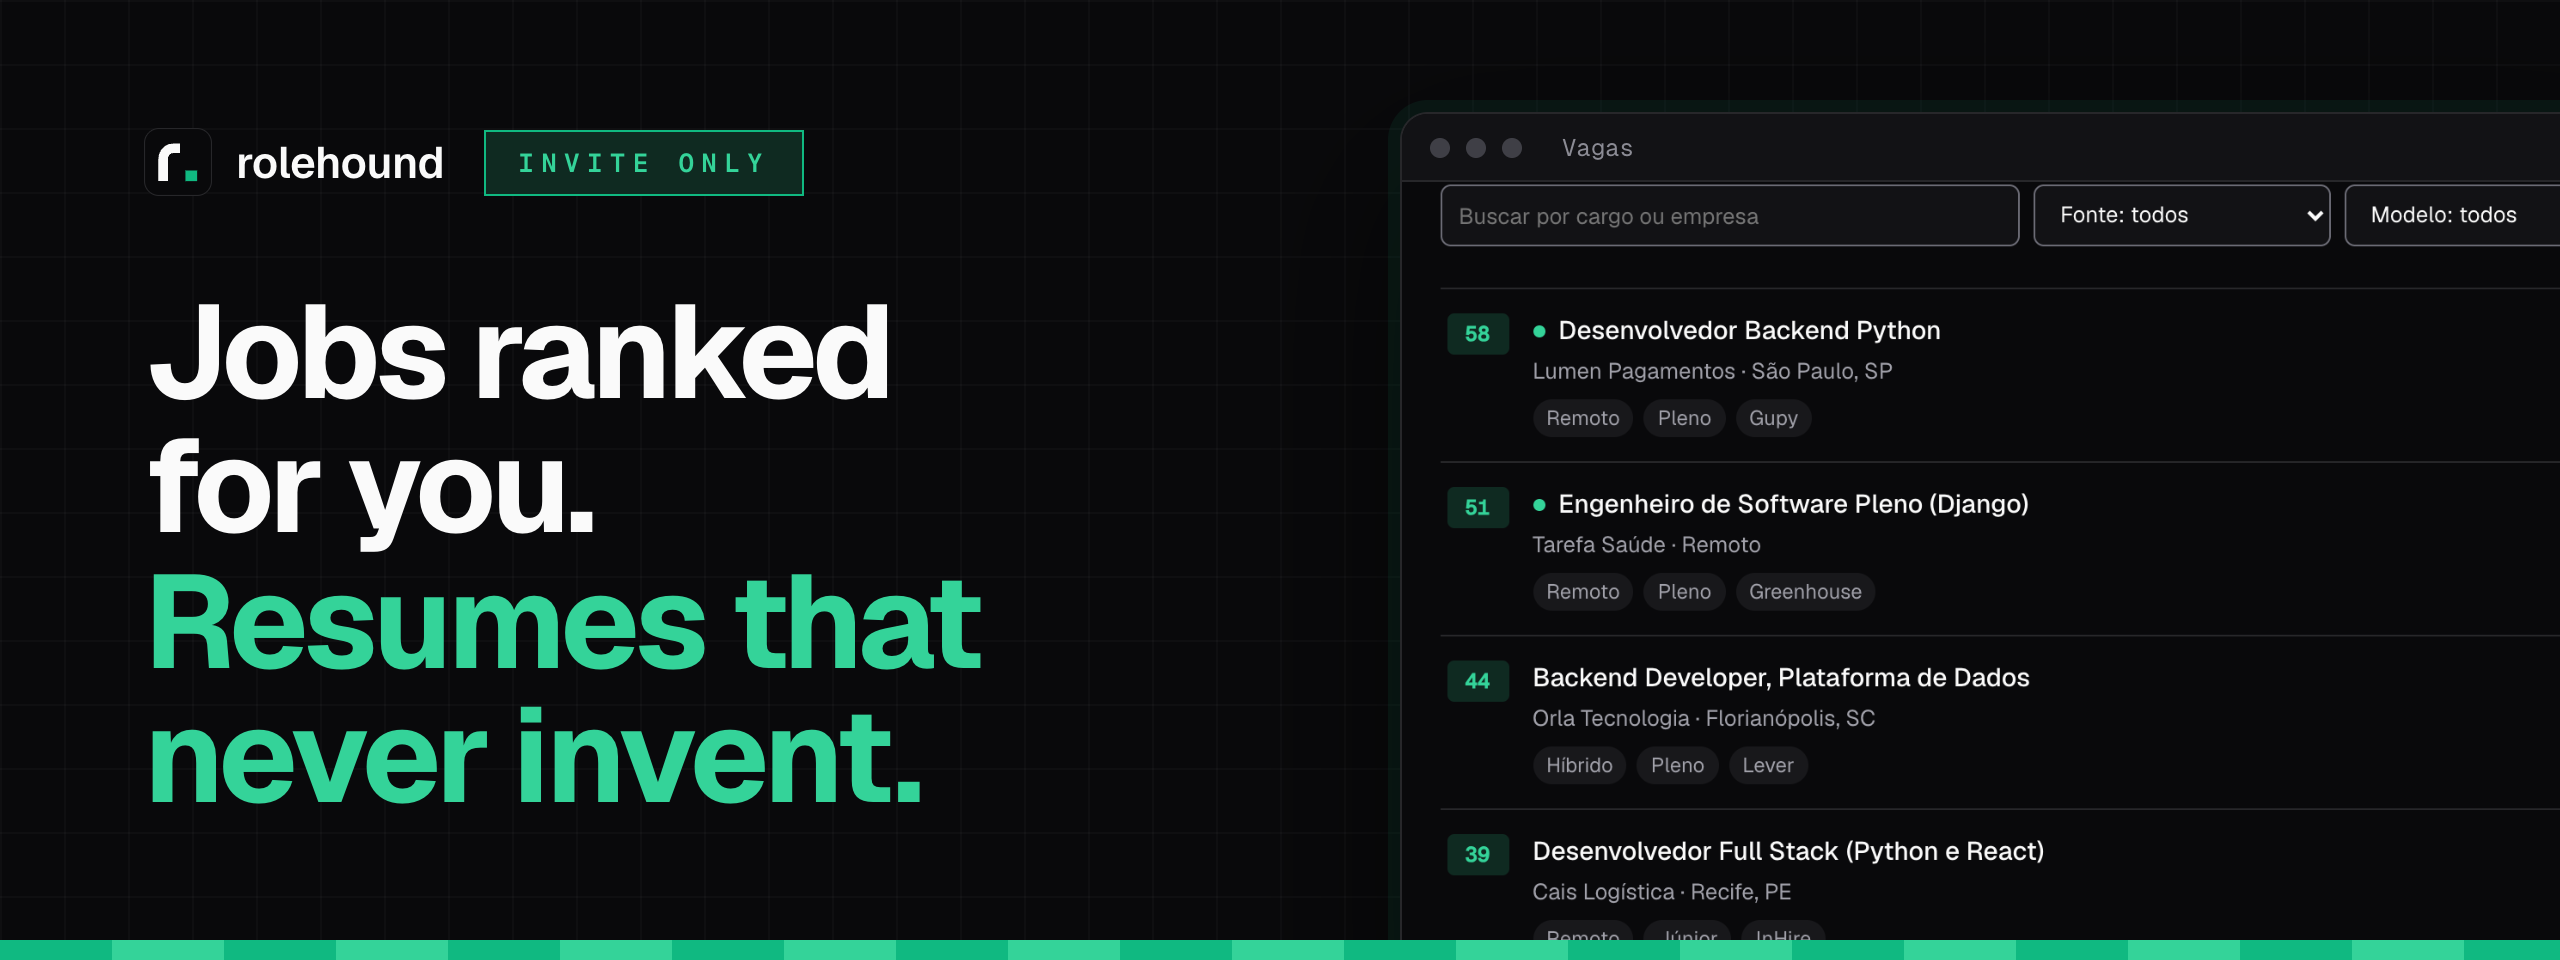 r.
rolehound
INVITE ONLY
Jobs ranked
for you.
Resumes that
never invent.
Vagas
Buscar por cargo ou empresa
Fonte: todos
Modelo: todos
58
Desenvolvedor Backend Python
Lumen Pagamentos · São Paulo, SP
Remoto Pleno Gupy
51
Engenheiro de Software Pleno (Django)
Tarefa Saúde · Remoto
Remoto Pleno Greenhouse
44
Backend Developer, Plataforma de Dados
Orla Tecnologia · Florianópolis, SC
Híbrido Pleno Lever
39
Desenvolvedor Full Stack (Python e React)
Cais Logística · Recife, PE
Remoto Júnior InHire